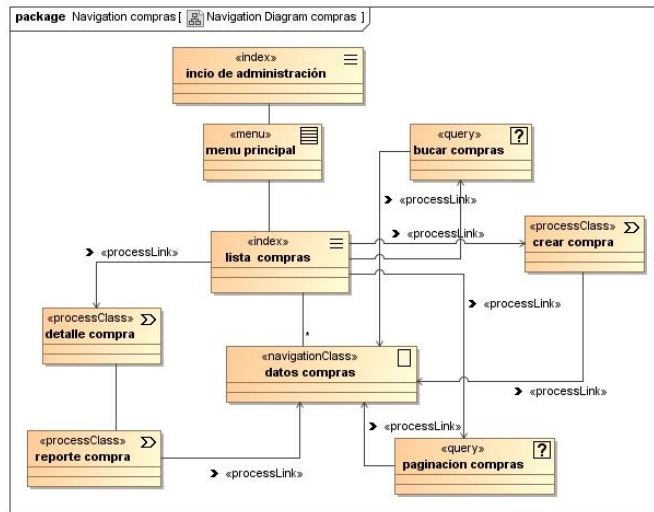 package Navigation compras [ Navigation Diagram compras ]
«index»
incio de administración
«menu»
menu principal
«query»
bucar compras
«processLink»
«processLink»
«processClass»
crear compra
«index»
lista compras
«processLink»
«processLink»
«processClass»
detalle compra
*
«navigationClass»
datos compras
«processLink»
«processLink»
«processClass»
reporte compra
«processLink»
«query»
paginacion compras